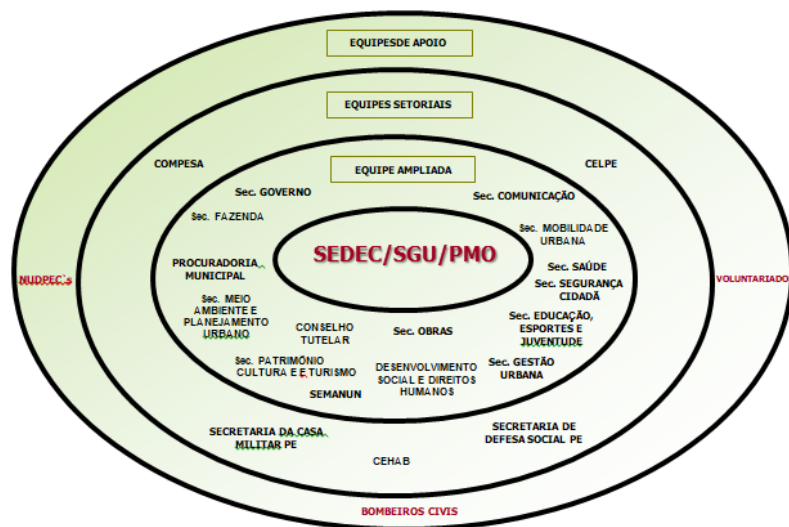 EQUIPESDE APOIO
EQUIPES SETORIAIS
COMPESA
CELPE
EQUIPE AMPLIADA
Sec. GOVERNO
Sec. COMUNICAÇÃO
Sec. FAZENDA
Sec. MOBILIDADE
URBANA
SEDEC/SGU/PMO
PROCURADORIA
MUNICIPAL
Sec. SAÚDE
NUDPEC`s
VOLUNTARIADO
Sec. SEGURANÇA
CIDADÃ
Sec. MEIO
AMBIENTE E
PLANEJAMENTO
URBANO
CONSELHO
TUTELAR
Sec. OBRAS
Sec. EDUCAÇÃO,
ESPORTES E
JUVENTUDE
Sec. PATRIMÔNIO
CULTURA E E,TURISMO
DESENVOLVIMENTO
SOCIAL E DIREITOS
HUMANOS
Sec. GESTÃO
URBANA
SEMANUN
SECRETARIA DA CASA
MILITAR PE
SECRETARIA DE
DEFESA SOCIAL PE
CEHAB
BOMBEIROS CIVIS